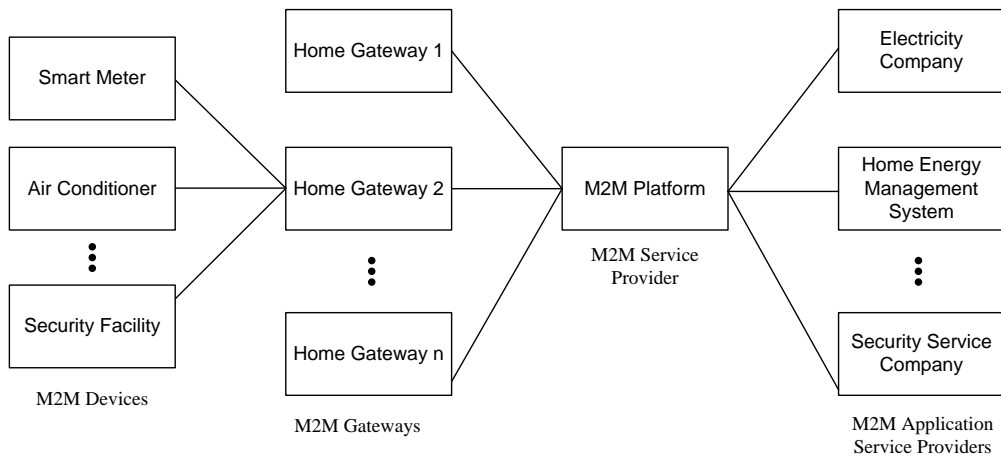 Smart Meter
Air Conditioner
Security Facility
M2M Devices
Home Gateway 1
Home Gateway 2
Home Gateway n
M2M Gateways
M2M Platform
M2M Service
Provider
Electricity
Company
Home Energy
Management
System
Security Service
Company
M2M Application
Service Providers